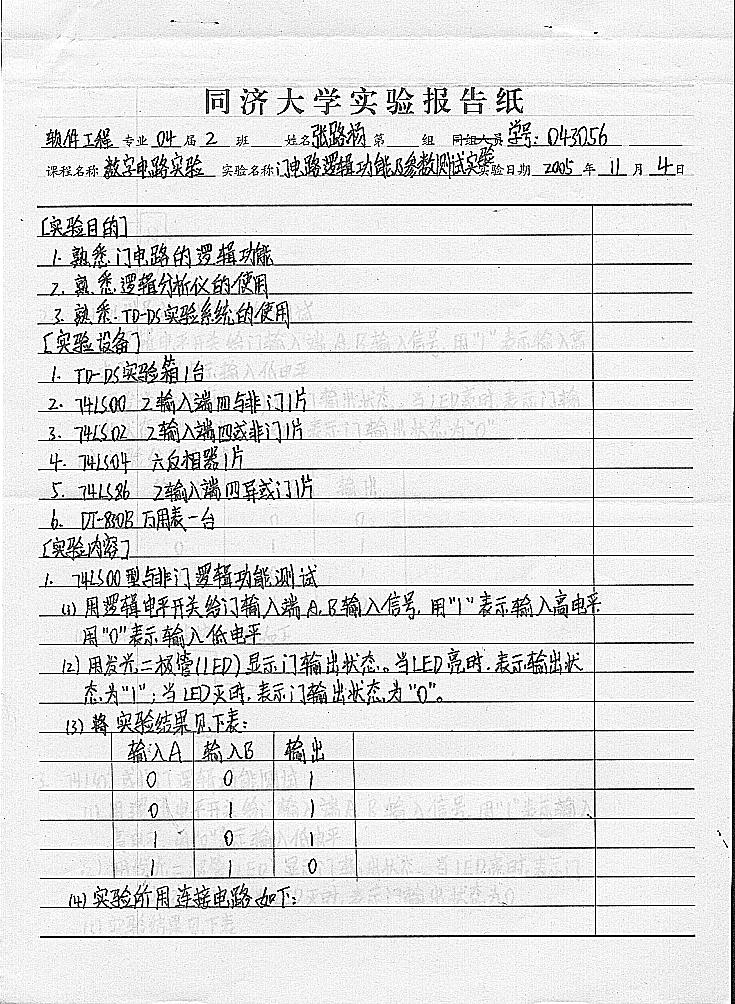 同济大学实验报告纸
软件工程 专业 04 届 2 班 姓名 张路杨 第 组 同组人员 学号：043056
课程名称 数字电路实验 实验名称 门电路逻辑功能及参数测试实验 实验日期 2005 年 11 月 4 日
[实验目的]
1. 熟悉门电路的逻辑功能
2. 熟悉逻辑分析仪的使用
3. 熟悉TD-DS实验系统的使用
[实验设备]
1. TD-DS实验箱1台
2. 74LS00 2输入端四与非门1片
3. 74LS02 2输入端四或非门1片
4. 74LS04 六反相器1片
5. 74LS86 2输入端四异或门1片
6. DT-830B 万用表一台
[实验内容]
1. 74LS00型与非门逻辑功能测试
(1) 用逻辑电平开关给门输入端A.B输入信号，用"1"表示输入高电平
用"0"表示输入低电平
(2) 用发光二极管(LED)显示门输出状态。当LED亮时，表示输出状
态为"1"；当LED灭时，表示门输出状态为"0"。
(3) 将实验结果见下表：
输入A 输入B 输出
0 0 1
0 1 1
1 0 1
1 1 0
(4) 实验所用连接电路如下：